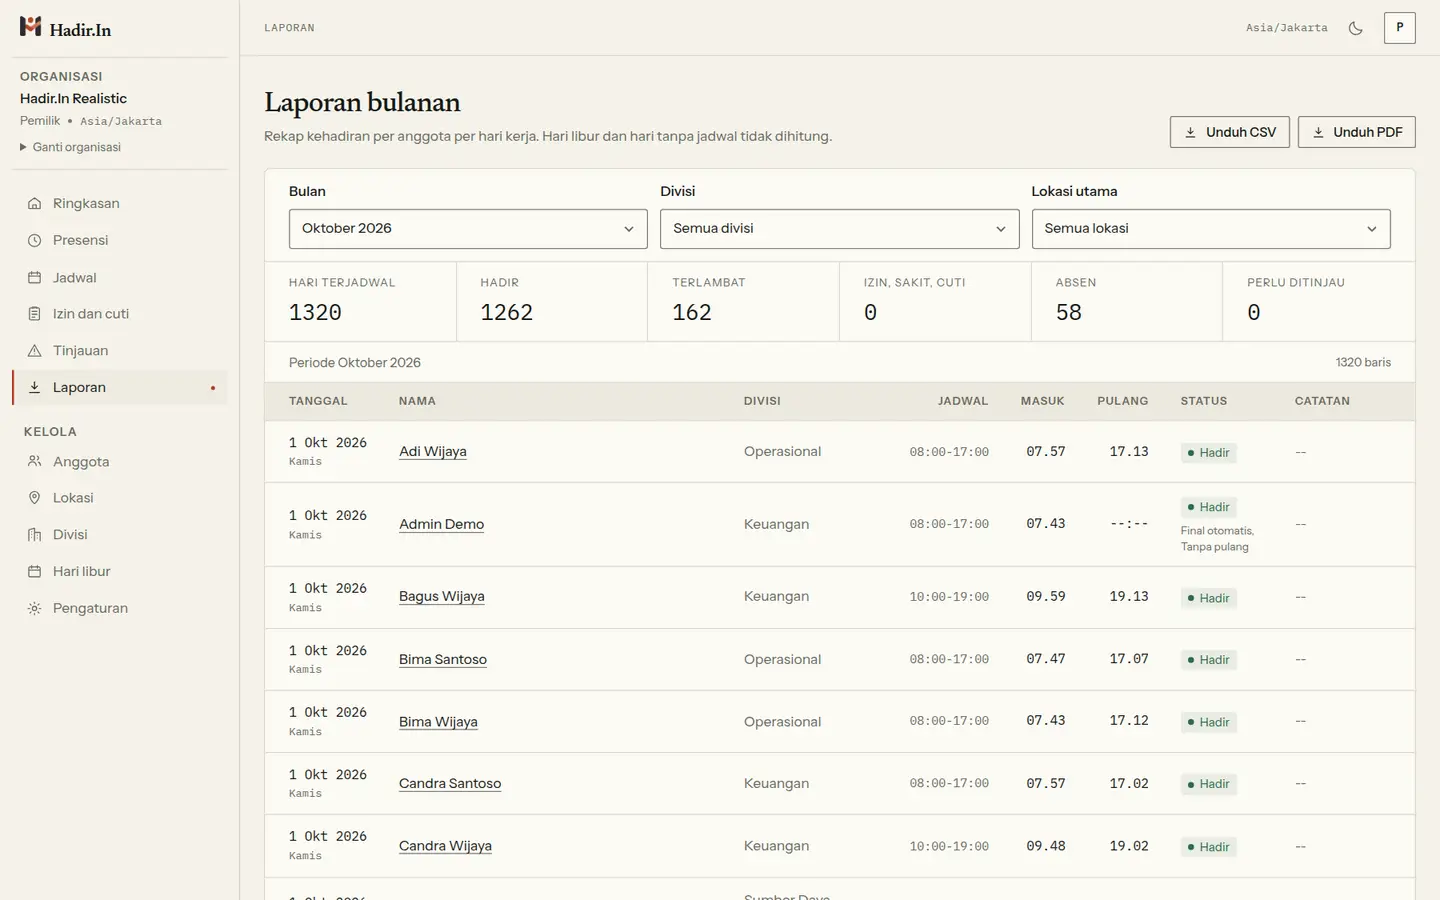 Hadir.In
ORGANISASI
Hadir.In Realistic
Pemilik • Asia/Jakarta
Ganti organisasi
Ringkasan
Presensi
Jadwal
Izin dan cuti
Tinjauan
Laporan
KELOLA
Anggota
Lokasi
Divisi
Hari libur
Pengaturan
LAPORAN
Asia/Jakarta
P
Laporan bulanan
Rekap kehadiran per anggota per hari kerja. Hari libur dan hari tanpa jadwal tidak dihitung.
Unduh CSV
Unduh PDF
Bulan
Divisi
Lokasi utama
Oktober 2026
Semua divisi
Semua lokasi
HARI TERJADWAL
HADIR
TERLAMBAT
IZIN, SAKIT, CUTI
ABSEN
PERLU DITINJAU
1320
1262
162
0
58
0
Periode Oktober 2026
1320 baris
TANGGAL NAMA DIVISI JADWAL MASUK PULANG STATUS CATATAN
1 Okt 2026
Kamis
Adi Wijaya Operasional 08:00-17:00 07.57 17.13 Hadir --
1 Okt 2026
Kamis
Admin Demo Keuangan 08:00-17:00 07.43 --:-- Hadir
Final otomatis,
Tanpa pulang
--
1 Okt 2026
Kamis
Bagus Wijaya Keuangan 10:00-19:00 09.59 19.13 Hadir --
1 Okt 2026
Kamis
Bima Santoso Operasional 08:00-17:00 07.47 17.07 Hadir --
1 Okt 2026
Kamis
Bima Wijaya Operasional 08:00-17:00 07.43 17.12 Hadir --
1 Okt 2026
Kamis
Candra Santoso Keuangan 08:00-17:00 07.57 17.02 Hadir --
1 Okt 2026
Kamis
Candra Wijaya Keuangan 10:00-19:00 09.48 19.02 Hadir --